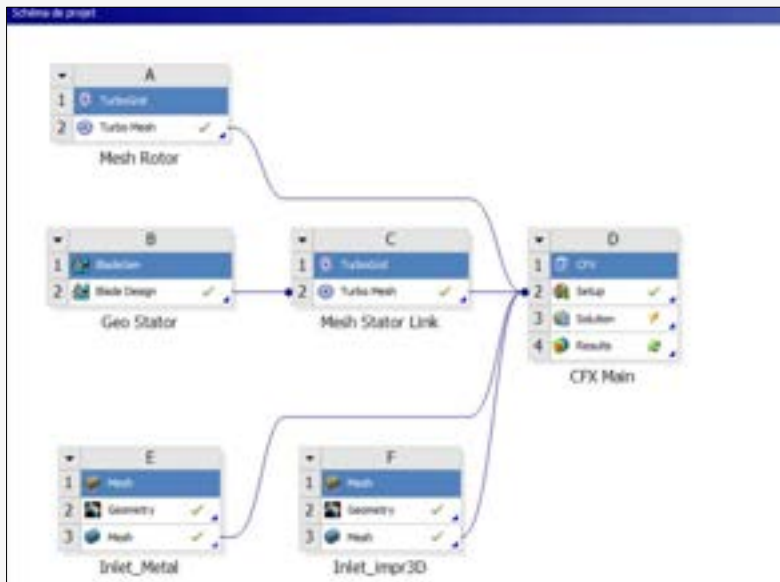 Schéma de projet
A
1 TurboGrid
2 Turbo Mesh
Mesh Rotor
B
1 BladeGen
2 Blade Design
Geo Stator
C
1 TurboGrid
2 Turbo Mesh
Mesh Stator Link
D
1 CFX
2 Setup
3 Solution
4 Results
CFX Main
E
1 Mesh
2 Geometry
3 Mesh
Inlet_Metal
F
1 Mesh
2 Geometry
3 Mesh
Inlet_impr3D